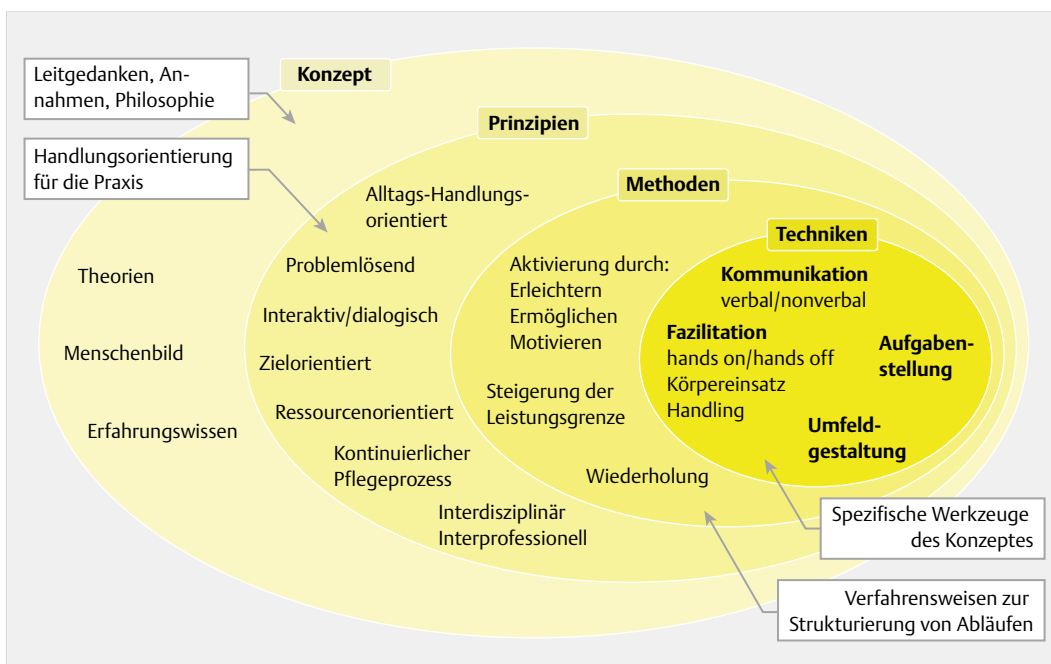 Leitgedanken, An-
nahmen, Philosophie
Konzept
Prinzipien
Handlungsorientierung
für die Praxis
Methoden
Alltags-Handlungs-
orientiert
Techniken
Theorien
Problemlösend
Aktivierung durch:
Erleichtern
Ermöglichen
Motivieren
Kommunikation
verbal/nonverbal
Interaktiv/dialogisch
Fazilitation
hands on/hands off
Körpereinsatz
Handling
Aufgaben-
stellung
Menschenbild
Zielorientiert
Steigerung der
Leistungsgrenze
Ressourcenorientiert
Umfeld-
gestaltung
Erfahrungswissen
Kontinuierlicher
Pflegeprozess
Wiederholung
Interdisziplinär
Interprofessionell
Spezifische Werkzeuge
des Konzeptes
Verfahrensweisen zur
Strukturierung von Abläufen